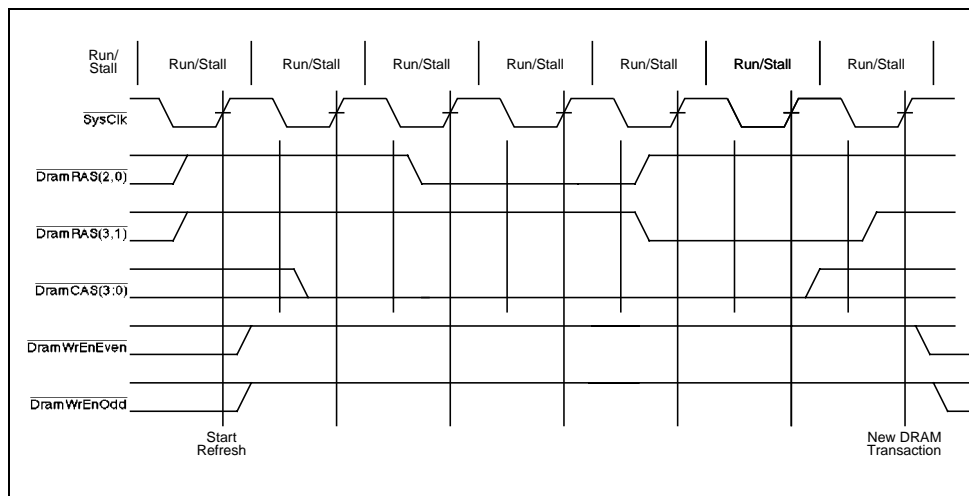 Run/
Stall
Run/Stall
Run/Stall
Run/Stall
Run/Stall
Run/Stall
Run/Stall
Run/Stall
SysClk
DramRAS(2,0)
DramRAS(3,1)
DramCAS(3:0)
DramWrEnEven
DramWrEnOdd
Start
Refresh
New DRAM
Transaction